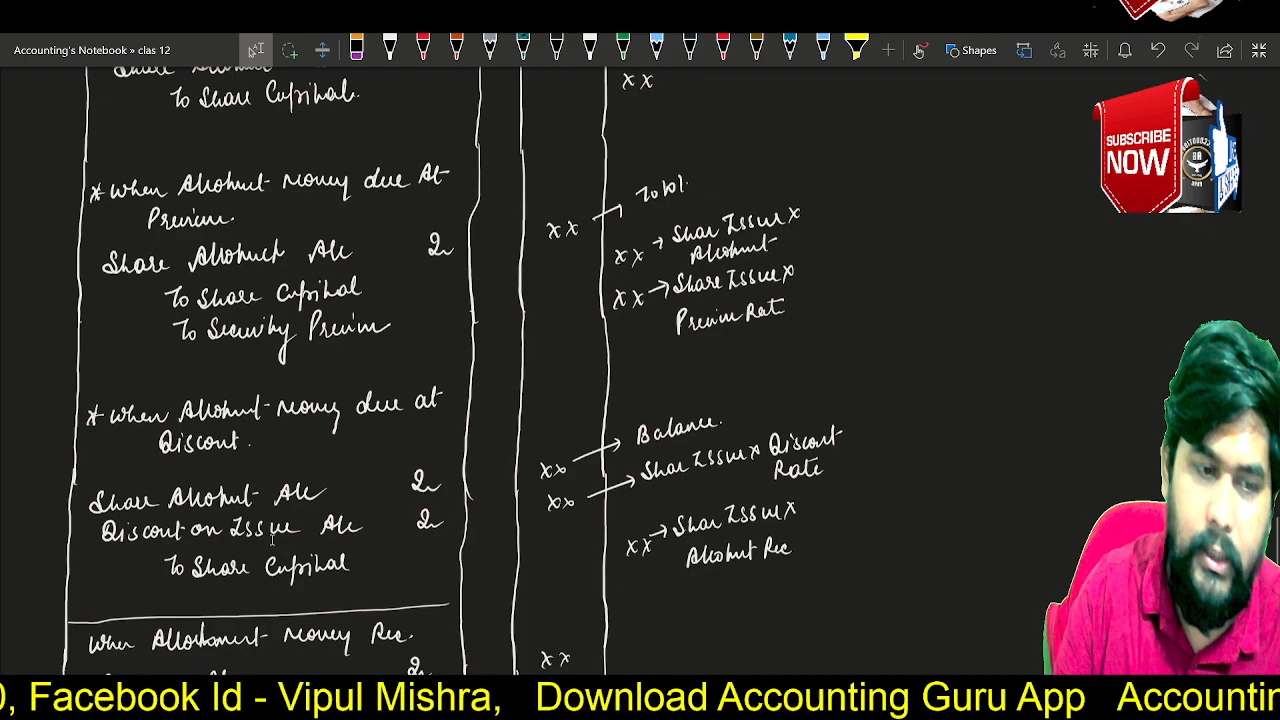 Accounting's Notebook » clas 12
Shapes
To Share Capital.
xx
SUBSCRIBE
NOW
* When Allotment Money due At
Premium.
Total.
xx
Share Allotment A/c Dr
xx → Share Issue x
Allotment
To Share Capital
xx → Share Issue x
Premium Rate
To Security Premium
* When Allotment Money due at
Discount.
Balance.
xx
Share Issue x Discount
Rate
Share Allotment A/c Dr
xx
Discount on Issue A/c Dr
xx → Share Issue x
Allotment Rec
To Share Capital
When Allotment Money Rec.
xx
0, Facebook Id - Vipul Mishra, Download Accounting Guru App Accountin